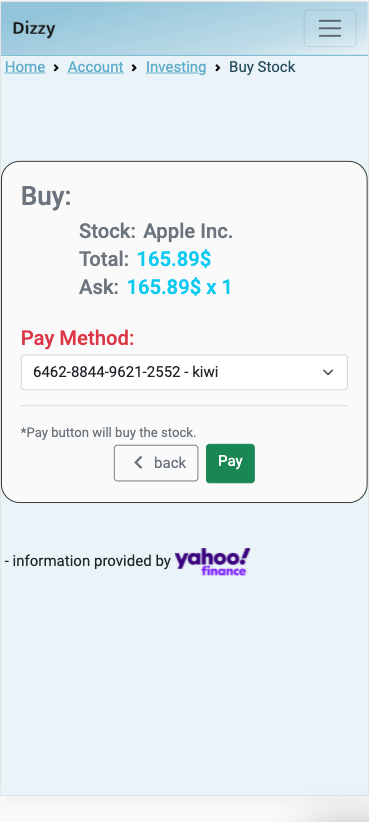 Dizzy
Home › Account › Investing › Buy Stock
Buy:
Stock: Apple Inc.
Total: 165.89$
Ask: 165.89$ x 1
Pay Method:
6462-8844-9621-2552 - kiwi
*Pay button will buy the stock.
back Pay
- information provided by yahoo!
finance